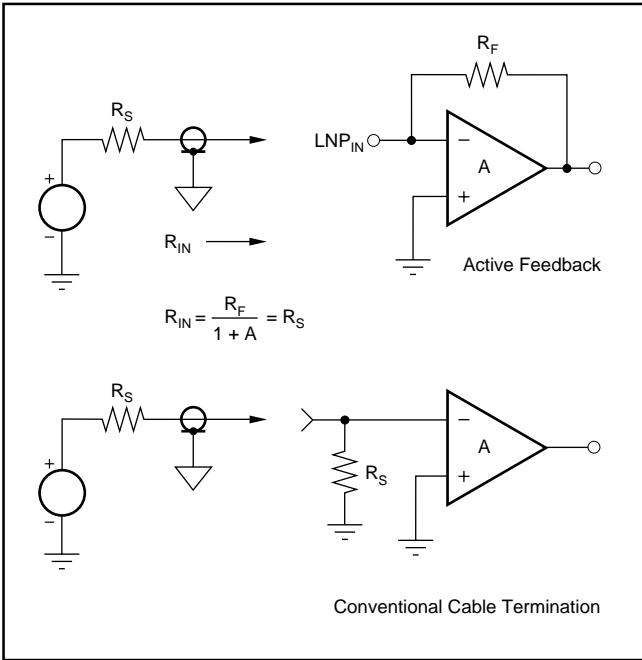 R_F
R_S
LNP_IN
−
A
+
+
−
R_IN
Active Feedback
R_IN = R_F / (1 + A) = R_S
R_S
−
A
+
R_S
+
−
Conventional Cable Termination